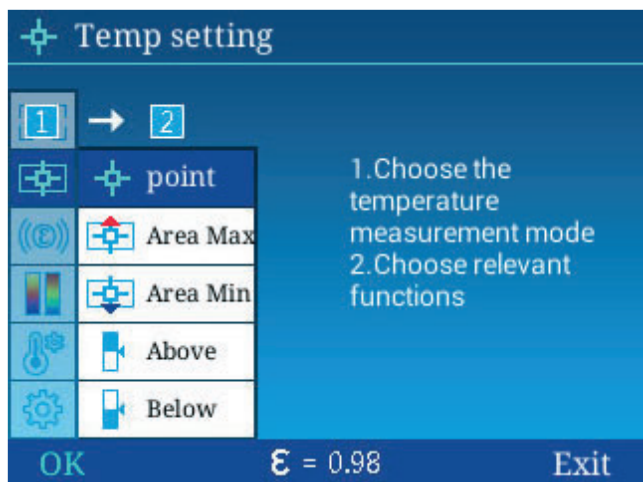 Temp setting
1 → 2
point
Area Max
Area Min
Above
Below
1.Choose the
temperature
measurement mode
2.Choose relevant
functions
(ε)
OK
ε = 0.98
Exit